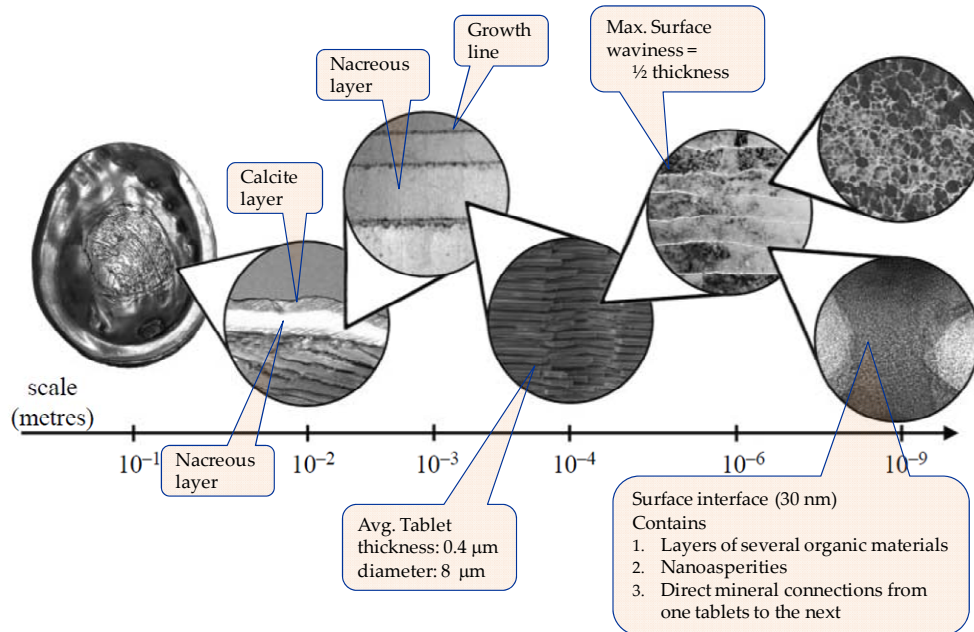 Growth
line
Max. Surface
waviness =
½ thickness
Nacreous
layer
Calcite
layer
scale
(metres)
10⁻¹
10⁻²
10⁻³
10⁻⁴
10⁻⁶
10⁻⁹
Nacreous
layer
Avg. Tablet
thickness: 0.4 μm
diameter: 8 μm
Surface interface (30 nm)
Contains
1. Layers of several organic materials
2. Nanoasperities
3. Direct mineral connections from
one tablets to the next